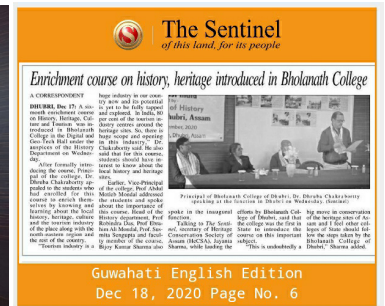 The Sentinel
of this land, for its people
Enrichment course on history, heritage introduced in Bholanath College
A CORRESPONDENT
DHUBRI, Dec 17: A six-
month enrichment course
on History, Heritage, Cul-
ture and Tourism was in-
troduced in Bholanath
College in the Digital and
Geo-Tech Hall under the
auspices of the History
Department on Wednes-
day.
After formally intro-
ducing the course, Princi-
pal of the college, Dr.
Dhruba Chakraborty ap-
pealed to the students who
had enrolled for this
course to enrich them-
selves by knowing and
learning about the local
history, heritage, culture
and the tourism industry
of the place along with the
north-eastern region and
the rest of the country.
"Tourism industry is a
huge industry in our coun-
try now and its potential
is yet to be fully tapped
and explored. In India, 80
per cent of the tourism in-
dustry centres around the
heritage sites. So, there is
huge scope and opening
in this industry," Dr.
Chakraborty said. He also
said that for this course,
students should have in-
terest to know about the
local history and heritage
sites.
Earlier, Vice-Principal
of the college, Prof Abdul
Motleb Mondal addressed
the students and spoke
about the importance of
this course. Head of the
History department, Prof
Rabindra Das, Prof Ebra-
him Ali Mondal, Prof. Sus-
mita Sengupta and facul-
ty member of the course,
Bijoy Kumar Sharma also
of History
ubri, Assam
Principal of Bholanath College of Dhubri, Dr. Dhruba Chakraborty
speaking at the function in Dhubri on Wednesday. (Sentinel)
spoke in the inaugural
function.
Talking to The Senti-
nel, secretary of Heritage
Conservation Society of
Assam (HeCSA), Jayanta
Sharma, while lauding the
efforts by Bholanath Col-
lege of Dhubri, said that
the college was the first in
State to introduce the
course on this important
subject.
"This is undoubtedly a
big move in conservation
of the heritage sites of As-
sam and I feel other col-
leges of State should fol-
low the steps taken by the
Bholanath College of
Dhubri," Sharma added.
Guwahati English Edition
Dec 18, 2020 Page No. 6